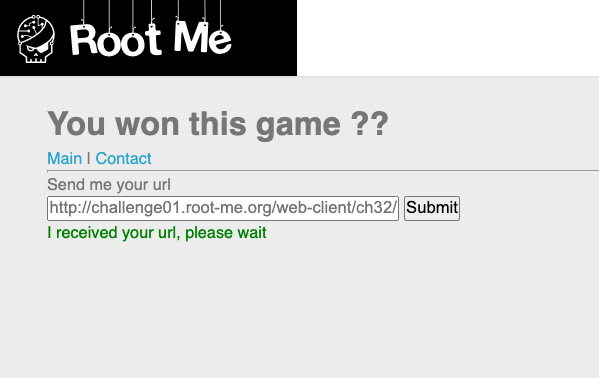 Root Me
You won this game ??
Main | Contact
Send me your url
http://challenge01.root-me.org/web-client/ch32/ Submit
I received your url, please wait